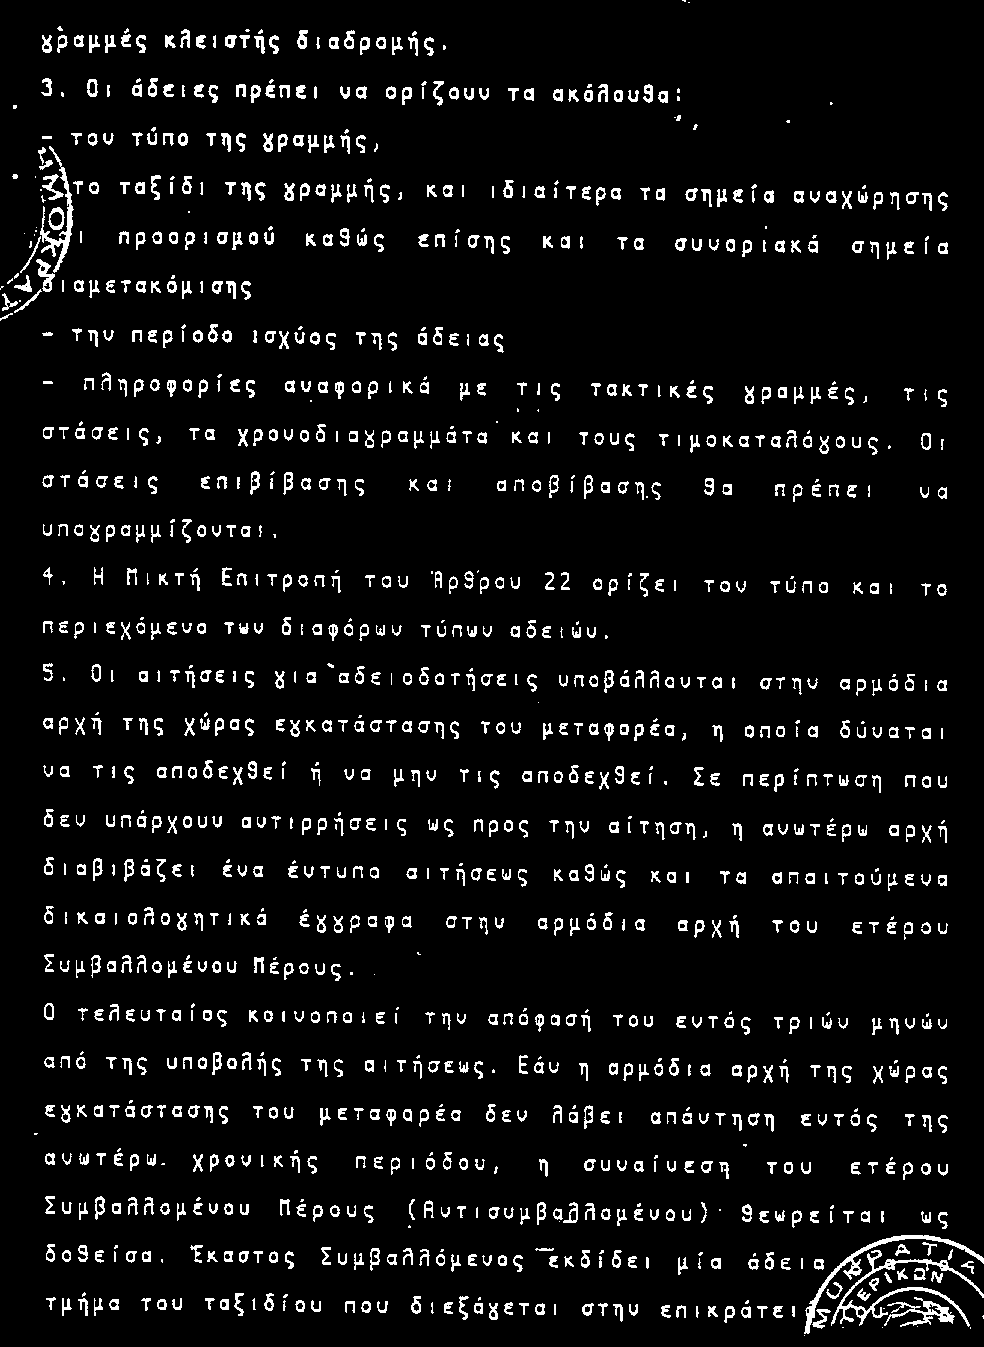 γραμμές κλειστής διαδρομής.
3. Οι άδειες πρέπει να ορίζουν τα ακόλουθα:
- τον τύπο της γραμμής,
το ταξίδι της γραμμής, και ιδιαίτερα τα σημεία αναχώρησης
προορισμού καθώς επίσης και τα συνοριακά σημεία
διαμετακόμισης
- την περίοδο ισχύος της άδειας
- πληροφορίες αναφορικά με τις τακτικές γραμμές, τις
στάσεις, τα χρονοδιαγραμμάτα και τους τιμοκαταλόγους. Οι
στάσεις επιβίβασης και αποβίβασης θα πρέπει να
υπογραμμίζονται.
4. Η Μικτή Επιτροπή του Άρθρου 22 ορίζει τον τύπο και το
περιεχόμενο των διαφόρων τύπων αδειών.
5. Οι αιτήσεις για αδειοδοτήσεις υποβάλλονται στην αρμόδια
αρχή της χώρας εγκατάστασης του μεταφορέα, η οποία δύναται
να τις αποδεχθεί ή να μην τις αποδεχθεί. Σε περίπτωση που
δεν υπάρχουν αντιρρήσεις ως προς την αίτηση, η ανωτέρω αρχή
διαβιβάζει ένα έντυπο αιτήσεως καθώς και τα απαιτούμενα
δικαιολογητικά έγγραφα στην αρμόδια αρχή του ετέρου
Συμβαλλομένου Μέρους.
Ο τελευταίος κοινοποιεί την απόφασή του εντός τριών μηνών
από της υποβολής της αιτήσεως. Εάν η αρμόδια αρχή της χώρας
εγκατάστασης του μεταφορέα δεν λάβει απάντηση εντός της
ανωτέρω χρονικής περιόδου, η συναίνεση του ετέρου
Συμβαλλομένου Μέρους (Αντισυμβαλλομένου) θεωρείται ως
δοθείσα. Έκαστος Συμβαλλόμενος εκδίδει μία άδεια
τμήμα του ταξιδίου που διεξάγεται στην